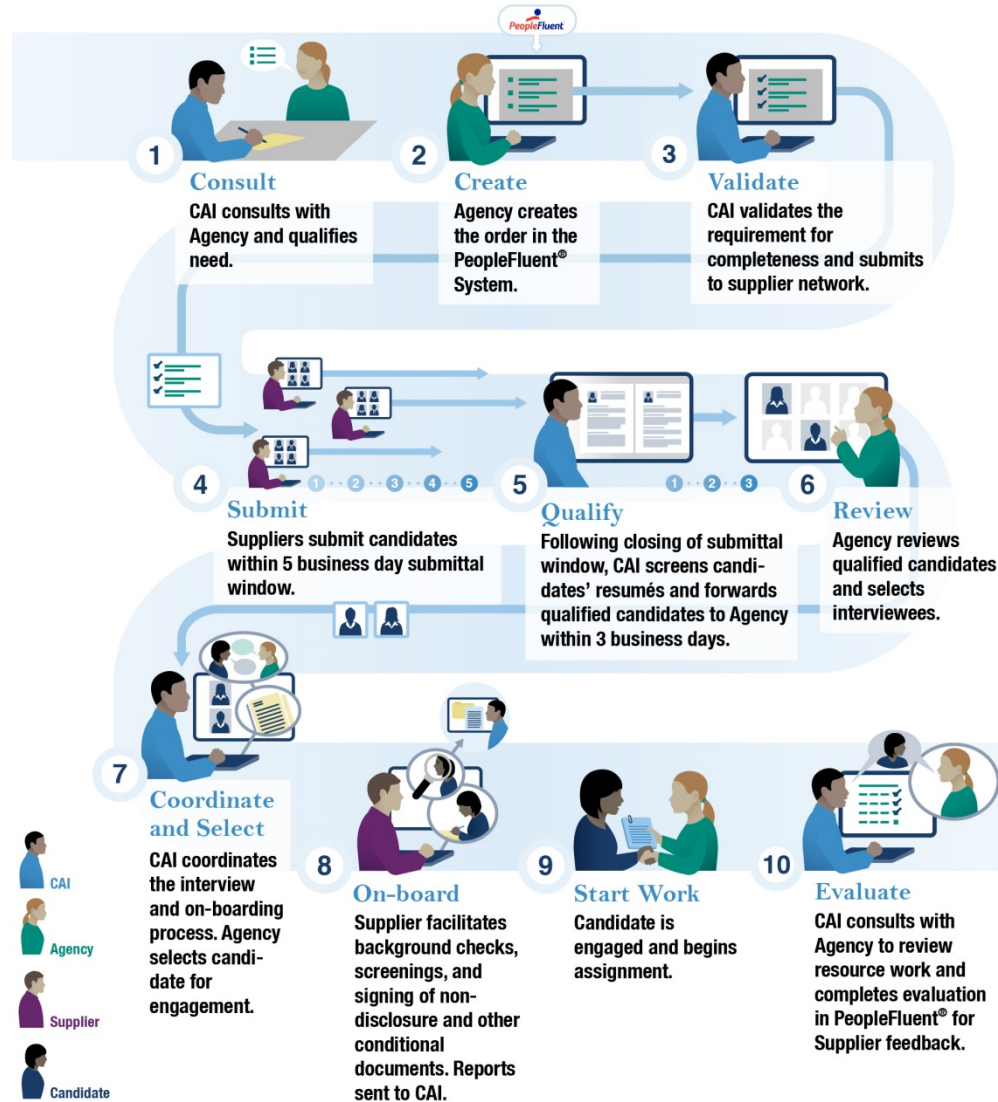 PeopleFluent
1
Consult
CAI consults with
Agency and qualifies
need.
2
Create
Agency creates
the order in the
PeopleFluent®
System.
3
Validate
CAI validates the
requirement for
completeness and submits
to supplier network.
4
1 2 3 4 5
Submit
Suppliers submit candidates
within 5 business day submittal
window.
5
1 2 3
Qualify
Following closing of submittal
window, CAI screens candi-
dates’ resumés and forwards
qualified candidates to Agency
within 3 business days.
6
Review
Agency reviews
qualified candidates
and selects
interviewees.
7
Coordinate
and Select
CAI coordinates
the interview
and on-boarding
process. Agency
selects candi-
date for
engagement.
8
On-board
Supplier facilitates
background checks,
screenings, and
signing of non-
disclosure and other
conditional
documents. Reports
sent to CAI.
9
Start Work
Candidate is
engaged and begins
assignment.
10
Evaluate
CAI consults with
Agency to review
resource work and
completes evaluation
in PeopleFluent® for
Supplier feedback.
CAI
Agency
Supplier
Candidate